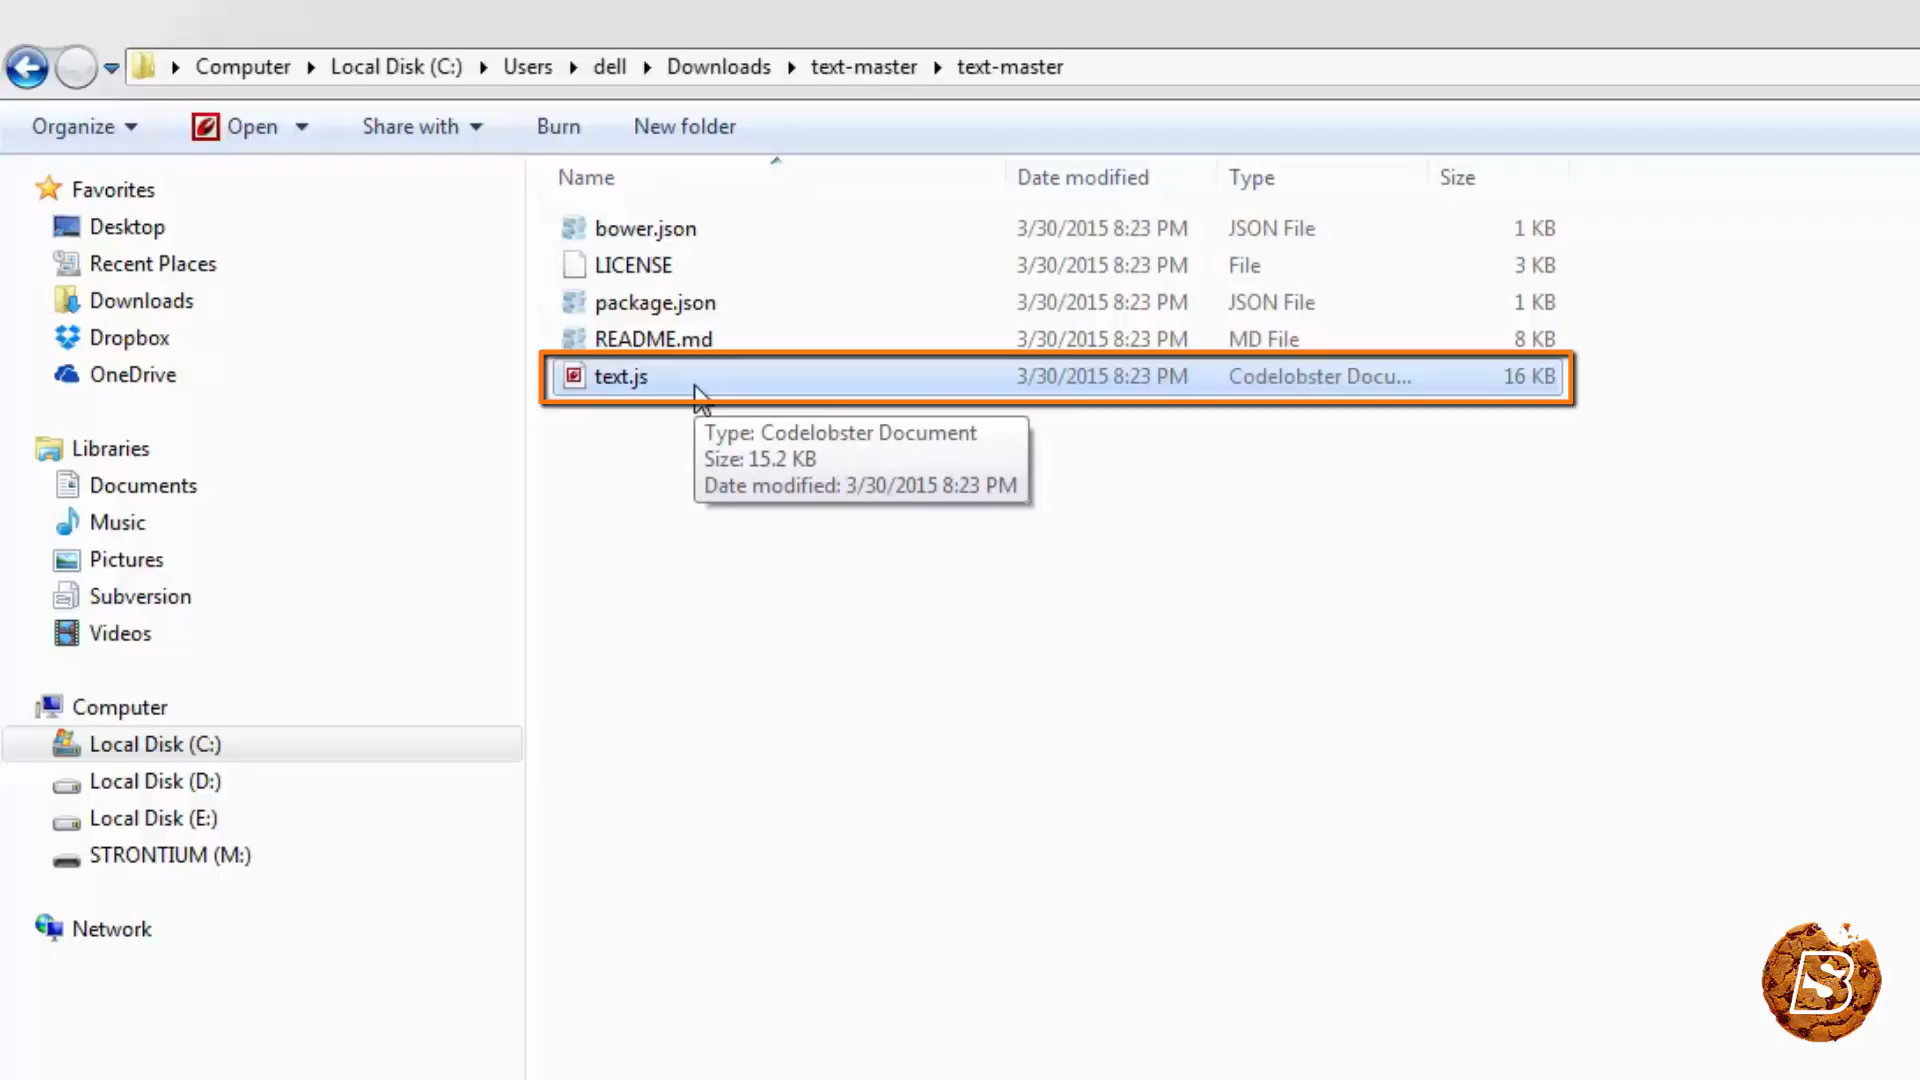 Computer Local Disk (C:) Users dell Downloads text-master text-master
Organize Open Share with Burn New folder
Favorites
Desktop
Recent Places
Downloads
Dropbox
OneDrive
Libraries
Documents
Music
Pictures
Subversion
Videos
Computer
Local Disk (C:)
Local Disk (D:)
Local Disk (E:)
STRONTIUM (M:)
Network
Name Date modified Type Size
bower.json 3/30/2015 8:23 PM JSON File 1 KB
LICENSE 3/30/2015 8:23 PM File 3 KB
package.json 3/30/2015 8:23 PM JSON File 1 KB
README.md 3/30/2015 8:23 PM MD File 8 KB
text.js 3/30/2015 8:23 PM Codelobster Docu... 16 KB
Type: Codelobster Document
Size: 15.2 KB
Date modified: 3/30/2015 8:23 PM